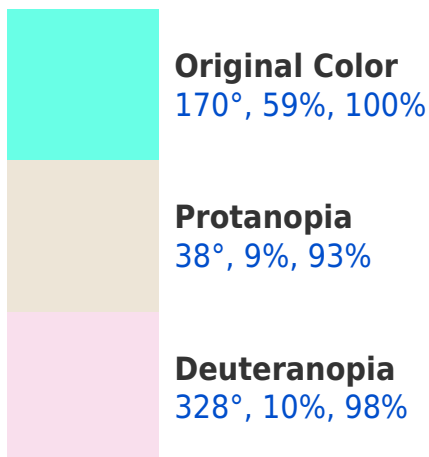 Original Color
170°, 59%, 100%
Protanopia
38°, 9%, 93%
Deuteranopia
328°, 10%, 98%